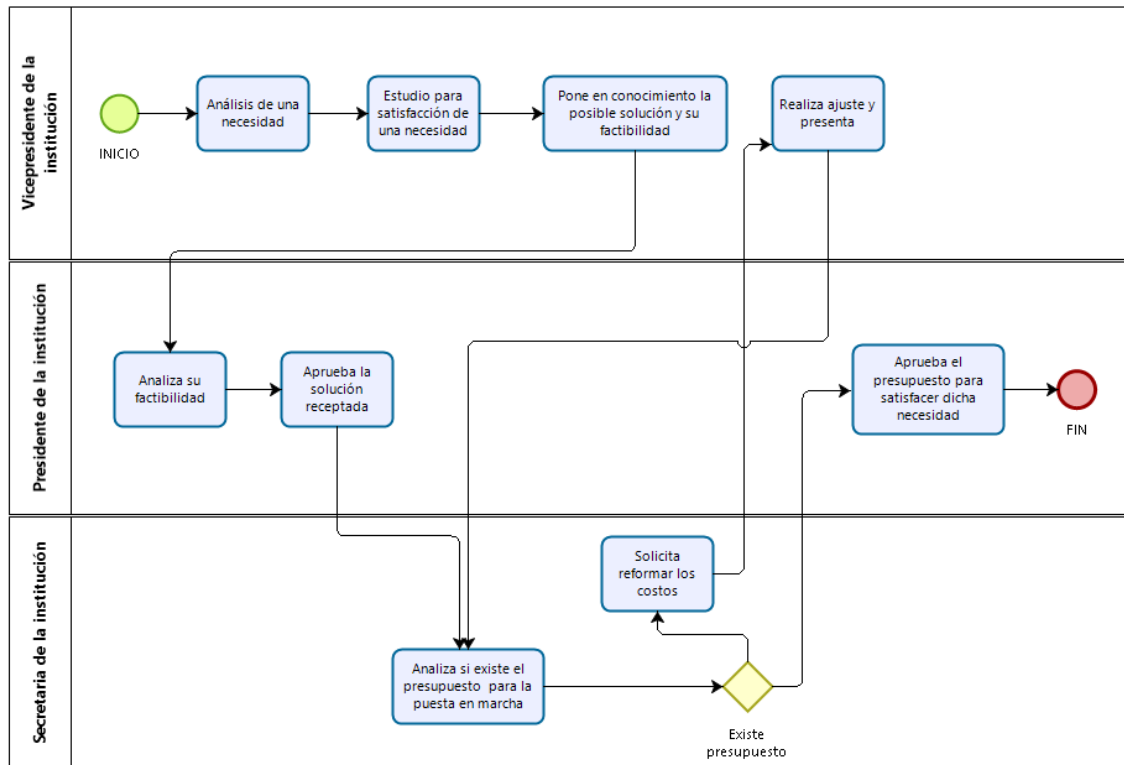 Vicepresidente de la
institución
INICIO
Análisis de una
necesidad
Estudio para
satisfacción de
una necesidad
Pone en conocimiento la
posible solución y su
factibilidad
Realiza ajuste y
presenta
Presidente de la institución
Analiza su
factibilidad
Aprueba la
solución
receptada
Aprueba el
presupuesto para
satisfacer dicha
necesidad
FIN
Secretaria de la institución
Solicita
reformar los
costos
Analiza si existe el
presupuesto para la
puesta en marcha
Existe
presupuesto